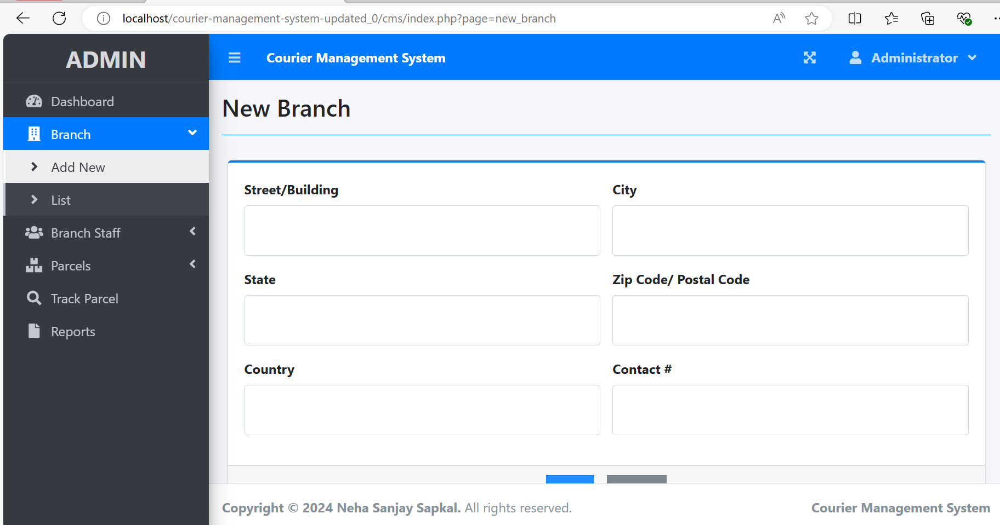 localhost/courier-management-system-updated_0/cms/index.php?page=new_branch
ADMIN
Courier Management System
Administrator
Dashboard
Branch
Add New
List
Branch Staff
Parcels
Track Parcel
Reports
New Branch
Street/Building
City
State
Zip Code/ Postal Code
Country
Contact #
Copyright © 2024 Neha Sanjay Sapkal. All rights reserved.
Courier Management System